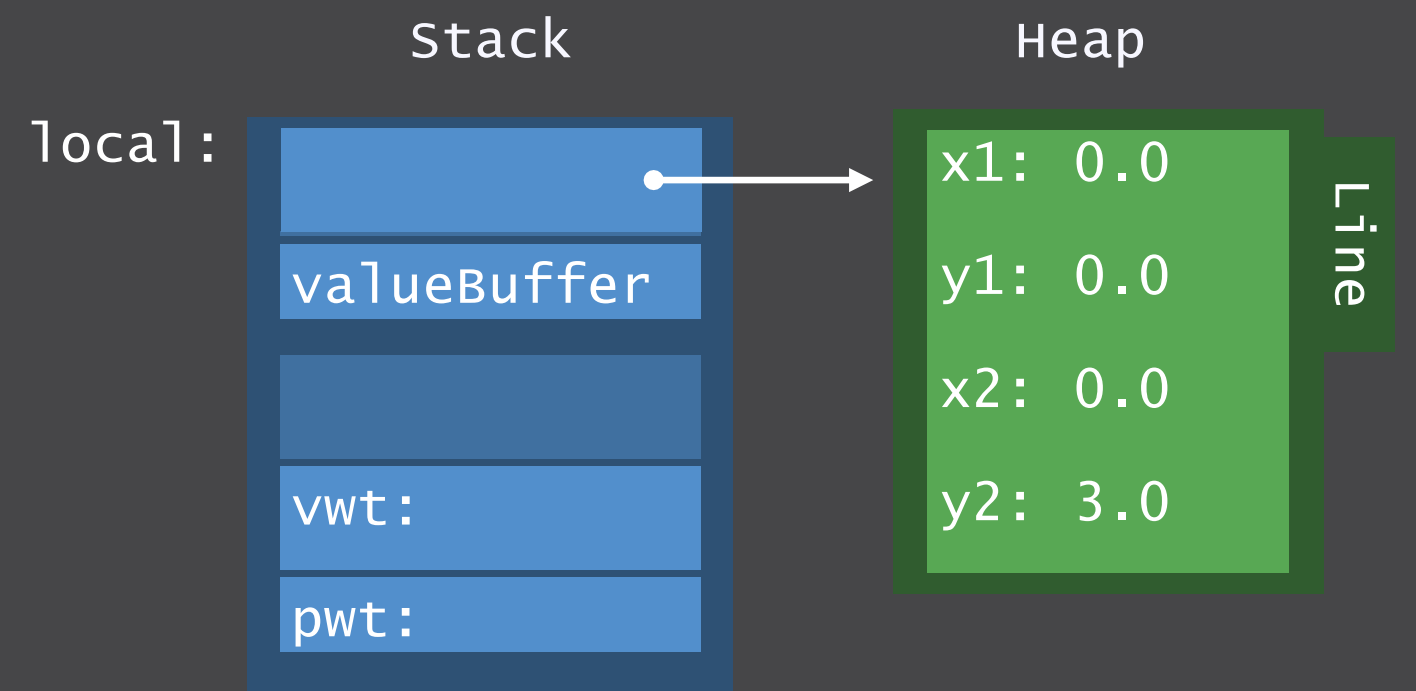 Stack
Heap
local:
valueBuffer
vwt:
pwt:
x1: 0.0
y1: 0.0
x2: 0.0
y2: 3.0
Line